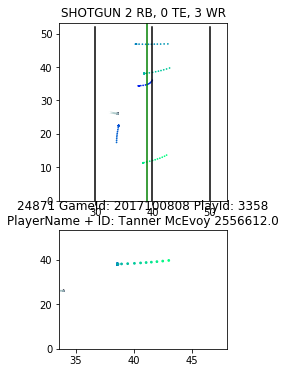 SHOTGUN 2 RB, 0 TE, 3 WR
50
40
30
20
10
0
30 40 50
24871 GameId: 2017100808 PlayId: 3358
PlayerName + ID: Tanner McEvoy 2556612.0
40
20
0
35 40 45